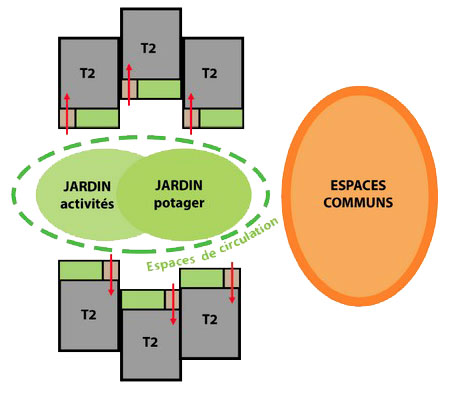 T2
T2
T2
JARDIN
activités
JARDIN
potager
ESPACES
COMMUNS
Espaces de circulation
T2
T2
T2